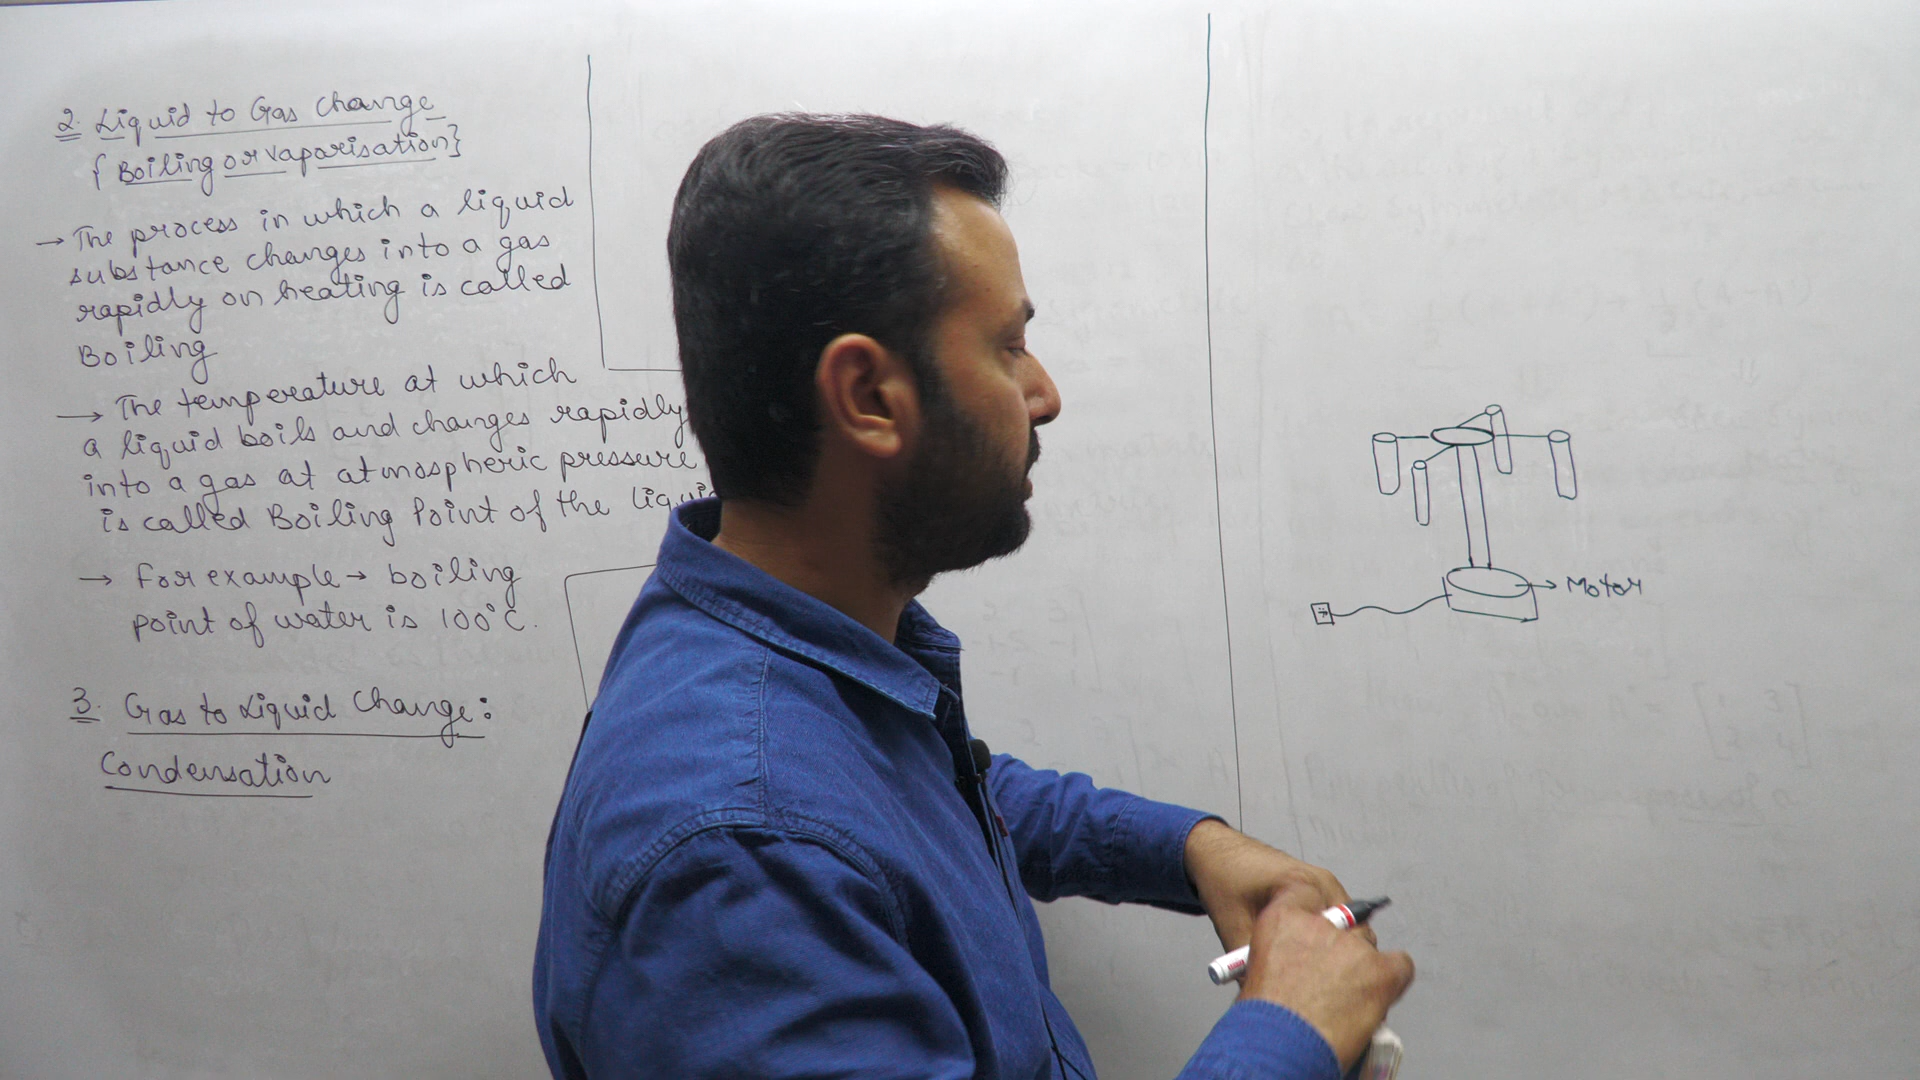 2. Liquid to Gas Change
{Boiling or vaparisation}
→ The process in which a liquid
substance changes into a gas
rapidly on heating is called
Boiling
→ The temperature at which
a liquid boils and changes rapidly
into a gas at atmospheric pressure
is called Boiling Point of the
→ For example → boiling
point of water is 100°C.
3. Gas to Liquid Change:
Condensation
→ Motor